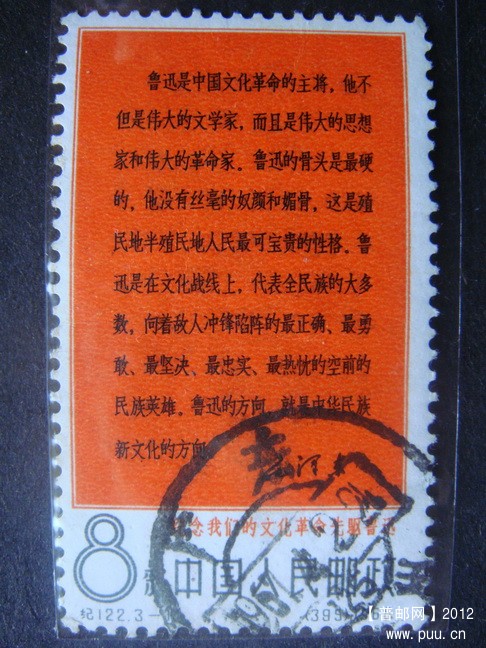 鲁迅是中国文化革命的主将，他不
但是伟大的文学家，而且是伟大的思想
家和伟大的革命家。鲁迅的骨头是最硬
的，他没有丝毫的奴颜和媚骨，这是殖
民地半殖民地人民最可宝贵的性格。鲁
迅是在文化战线上，代表全民族的大多
数，向着敌人冲锋陷阵的最正确、最勇
敢、最坚决、最忠实、最热忱的空前的
民族英雄。鲁迅的方向，就是中华民族
新文化的方向。
纪念我们的文化革命先驱鲁迅
8分 中国人民邮政
纪122.3-1
【普邮网】2012
www.puu.cn